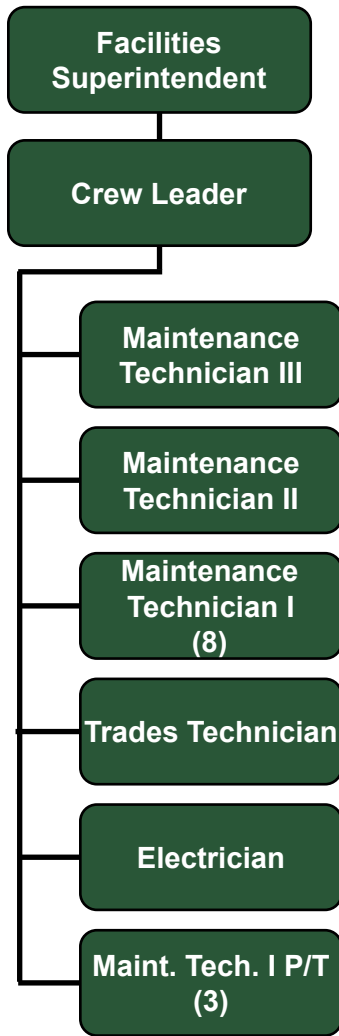 Facilities
Superintendent
Crew Leader
Maintenance
Technician III
Maintenance
Technician II
Maintenance
Technician I
(8)
Trades Technician
Electrician
Maint. Tech. I P/T
(3)